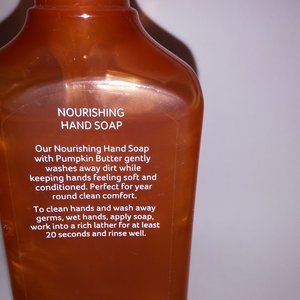 NOURISHING
HAND SOAP
Our Nourishing Hand Soap
with Pumpkin Butter gently
washes away dirt while
keeping hands feeling soft and
conditioned. Perfect for year
round clean comfort.
To clean hands and wash away
germs, wet hands, apply soap,
work into a rich lather for at least
20 seconds and rinse well.